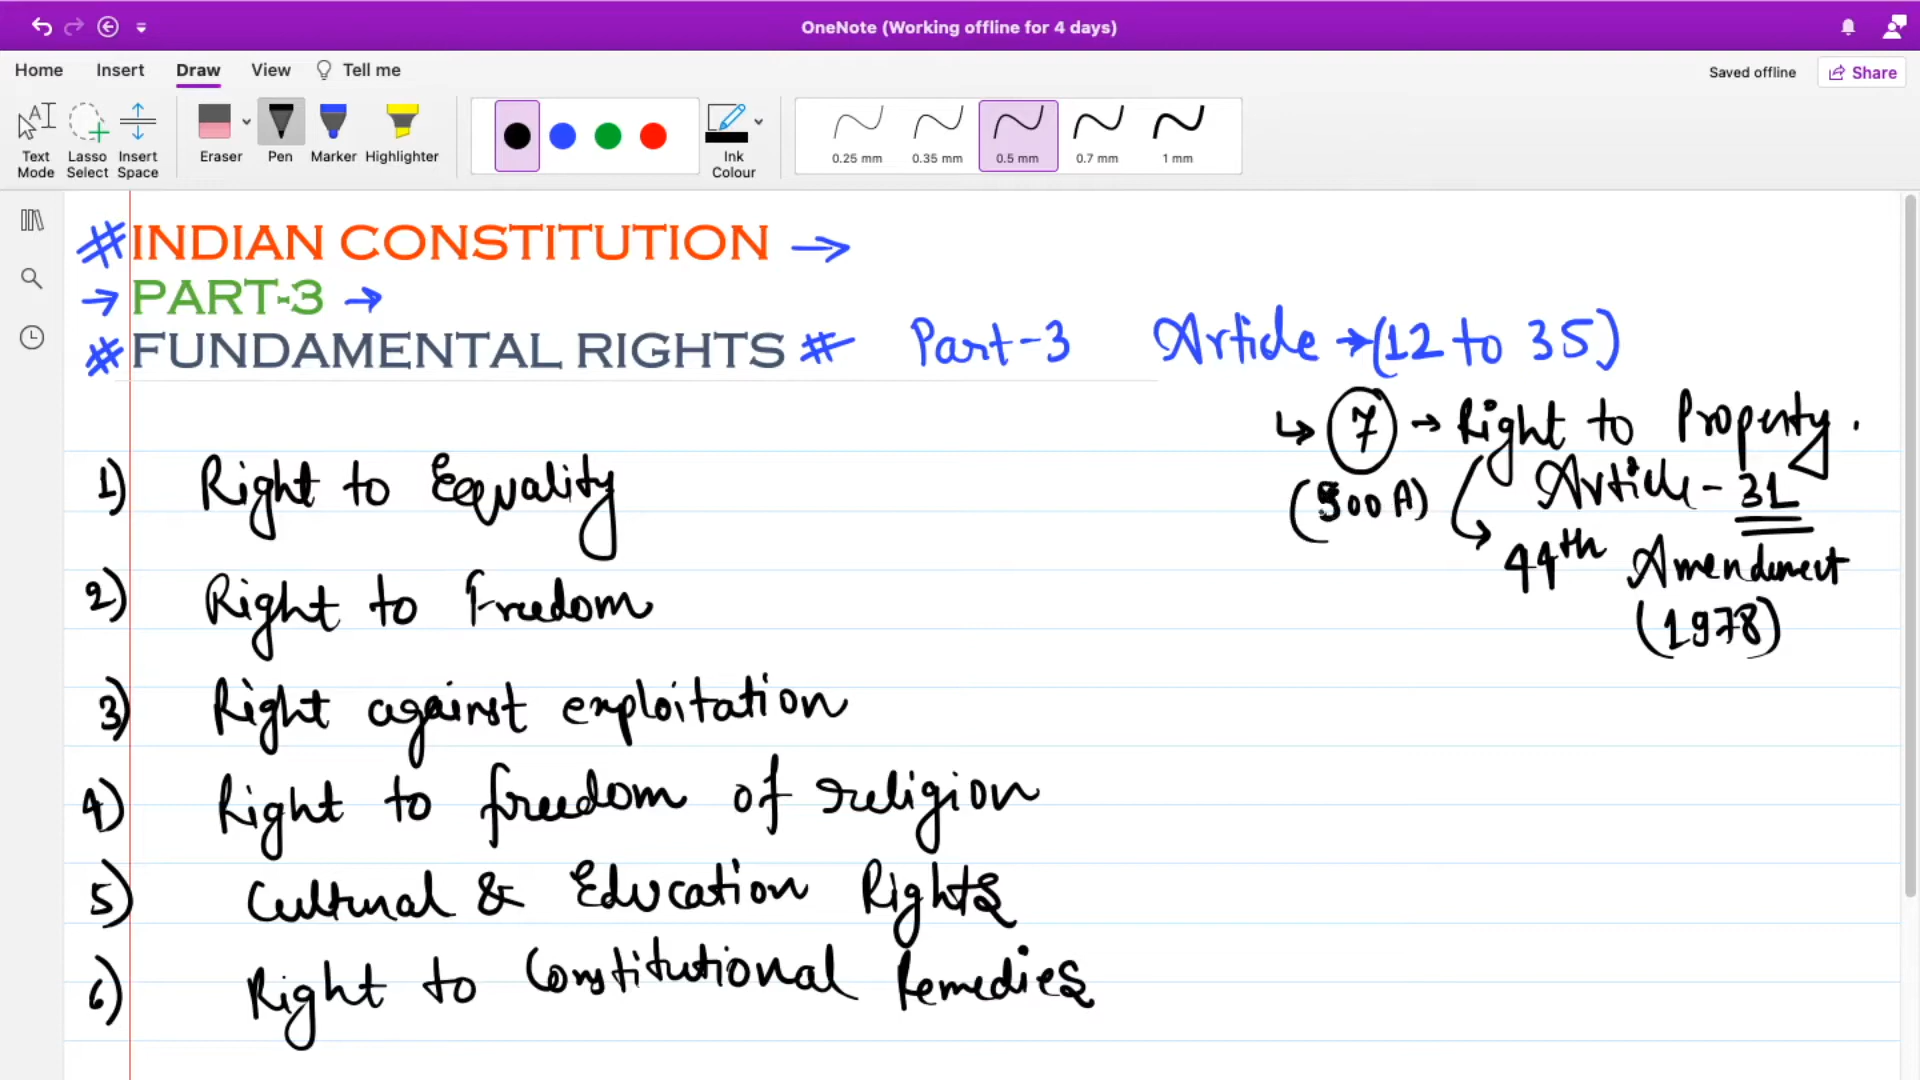 OneNote (Working offline for 4 days)
Home Insert Draw View Tell me Saved offline Share
Text Mode Lasso Select Insert Space Eraser Pen Marker Highlighter Ink Colour 0.25 mm 0.35 mm 0.5 mm 0.7 mm 1 mm
# INDIAN CONSTITUTION →
→ PART-3 →
# FUNDAMENTAL RIGHTS # Part-3 Article → (12 to 35)
↳ 7 → Right to Property.
(300A) Article - 31
↳ 44th Amendment
(1978)
1) Right to Equality
2) Right to Freedom
3) Right against exploitation
4) Right to freedom of religion
5) Cultural & Education Rights
6) Right to Constitutional Remedies